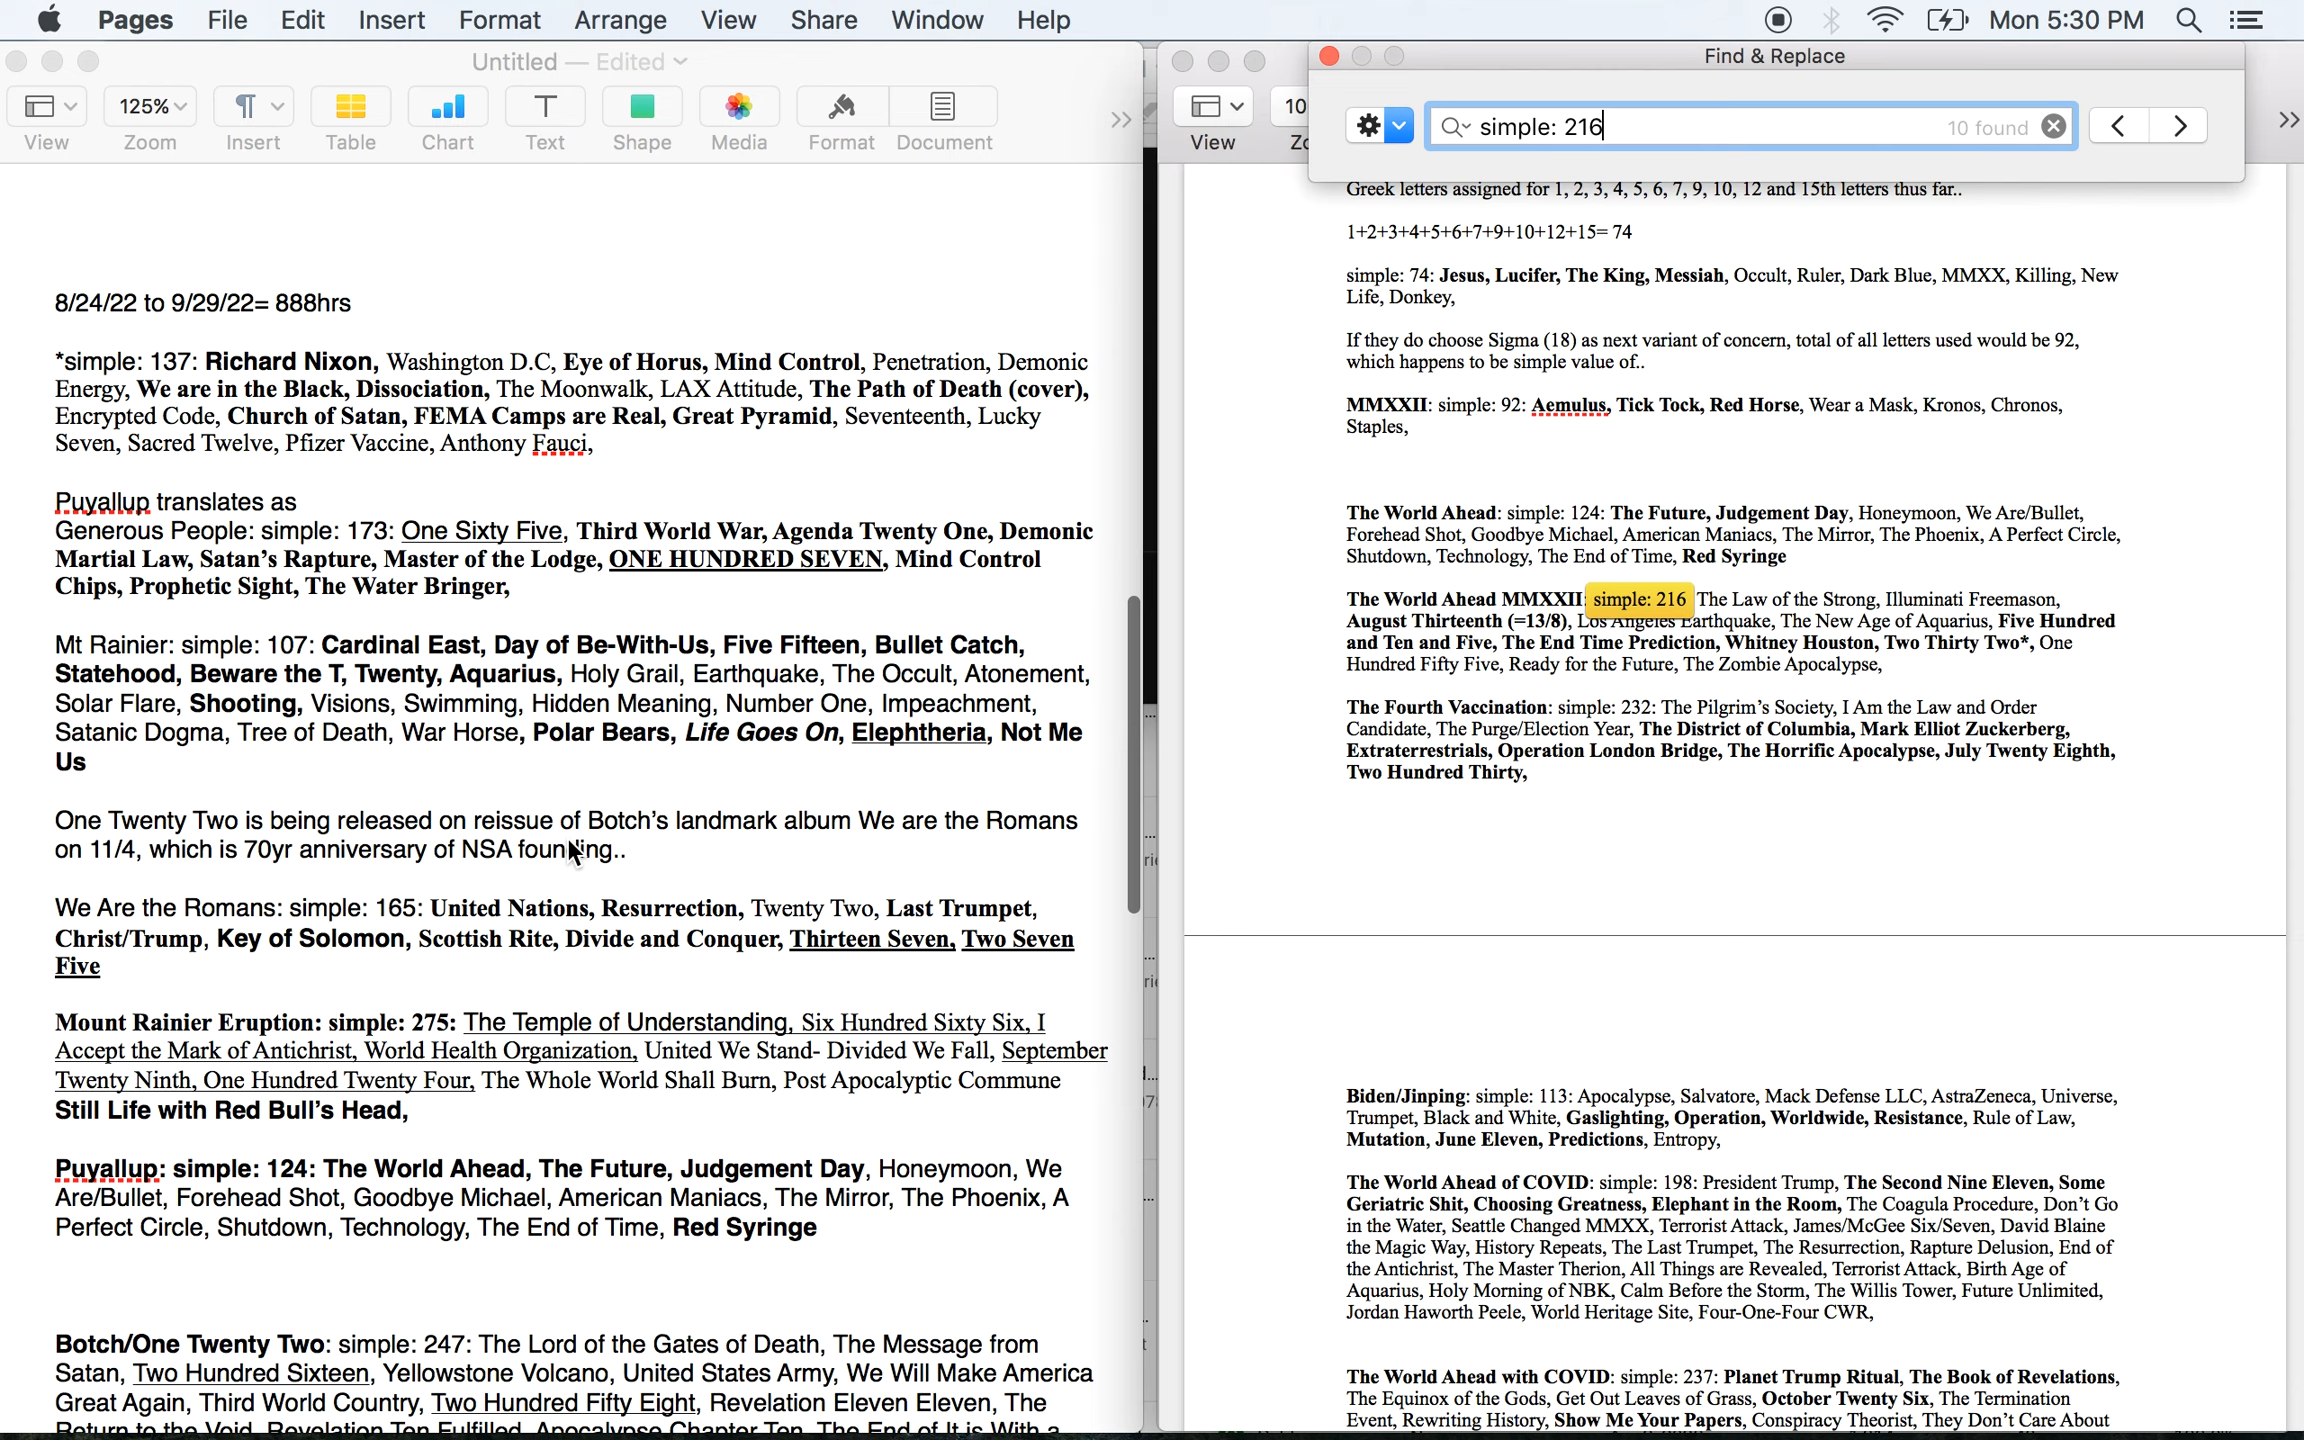 Pages File Edit Insert Format Arrange View Share Window Help Mon 5:30 PM
Untitled — Edited
125%
View Zoom Insert Table Chart Text Shape Media Format Document
8/24/22 to 9/29/22= 888hrs
*simple: 137: Richard Nixon, Washington D.C, Eye of Horus, Mind Control, Penetration, Demonic
Energy, We are in the Black, Dissociation, The Moonwalk, LAX Attitude, The Path of Death (cover),
Encrypted Code, Church of Satan, FEMA Camps are Real, Great Pyramid, Seventeenth, Lucky
Seven, Sacred Twelve, Pfizer Vaccine, Anthony Fauci,
Puyallup translates as
Generous People: simple: 173: One Sixty Five, Third World War, Agenda Twenty One, Demonic
Martial Law, Satan's Rapture, Master of the Lodge, ONE HUNDRED SEVEN, Mind Control
Chips, Prophetic Sight, The Water Bringer,
Mt Rainier: simple: 107: Cardinal East, Day of Be-With-Us, Five Fifteen, Bullet Catch,
Statehood, Beware the T, Twenty, Aquarius, Holy Grail, Earthquake, The Occult, Atonement,
Solar Flare, Shooting, Visions, Swimming, Hidden Meaning, Number One, Impeachment,
Satanic Dogma, Tree of Death, War Horse, Polar Bears, Life Goes On, Elephtheria, Not Me
Us
One Twenty Two is being released on reissue of Botch's landmark album We are the Romans
on 11/4, which is 70yr anniversary of NSA founding..
We Are the Romans: simple: 165: United Nations, Resurrection, Twenty Two, Last Trumpet,
Christ/Trump, Key of Solomon, Scottish Rite, Divide and Conquer, Thirteen Seven, Two Seven
Five
Mount Rainier Eruption: simple: 275: The Temple of Understanding, Six Hundred Sixty Six, I
Accept the Mark of Antichrist, World Health Organization, United We Stand- Divided We Fall, September
Twenty Ninth, One Hundred Twenty Four, The Whole World Shall Burn, Post Apocalyptic Commune
Still Life with Red Bull's Head,
Puyallup: simple: 124: The World Ahead, The Future, Judgement Day, Honeymoon, We
Are/Bullet, Forehead Shot, Goodbye Michael, American Maniacs, The Mirror, The Phoenix, A
Perfect Circle, Shutdown, Technology, The End of Time, Red Syringe
Botch/One Twenty Two: simple: 247: The Lord of the Gates of Death, The Message from
Satan, Two Hundred Sixteen, Yellowstone Volcano, United States Army, We Will Make America
Great Again, Third World Country, Two Hundred Fifty Eight, Revelation Eleven Eleven, The
Return to the Void, Revelation Ten Fulfilled, Apocalypse Chapter Ten, The End of It is With a
Find & Replace
simple: 216 10 found
10
View
Greek letters assigned for 1, 2, 3, 4, 5, 6, 7, 9, 10, 12 and 15th letters thus far..
1+2+3+4+5+6+7+9+10+12+15= 74
simple: 74: Jesus, Lucifer, The King, Messiah, Occult, Ruler, Dark Blue, MMXX, Killing, New
Life, Donkey,
If they do choose Sigma (18) as next variant of concern, total of all letters used would be 92,
which happens to be simple value of..
MMXXII: simple: 92: Aemulus, Tick Tock, Red Horse, Wear a Mask, Kronos, Chronos,
Staples,
The World Ahead: simple: 124: The Future, Judgement Day, Honeymoon, We Are/Bullet,
Forehead Shot, Goodbye Michael, American Maniacs, The Mirror, The Phoenix, A Perfect Circle,
Shutdown, Technology, The End of Time, Red Syringe
The World Ahead MMXXII: simple: 216 The Law of the Strong, Illuminati Freemason,
August Thirteenth (=13/8), Los Angeles Earthquake, The New Age of Aquarius, Five Hundred
and Ten and Five, The End Time Prediction, Whitney Houston, Two Thirty Two*, One
Hundred Fifty Five, Ready for the Future, The Zombie Apocalypse,
The Fourth Vaccination: simple: 232: The Pilgrim's Society, I Am the Law and Order
Candidate, The Purge/Election Year, The District of Columbia, Mark Elliot Zuckerberg,
Extraterrestrials, Operation London Bridge, The Horrific Apocalypse, July Twenty Eighth,
Two Hundred Thirty,
Biden/Jinping: simple: 113: Apocalypse, Salvatore, Mack Defense LLC, AstraZeneca, Universe,
Trumpet, Black and White, Gaslighting, Operation, Worldwide, Resistance, Rule of Law,
Mutation, June Eleven, Predictions, Entropy,
The World Ahead of COVID: simple: 198: President Trump, The Second Nine Eleven, Some
Geriatric Shit, Choosing Greatness, Elephant in the Room, The Coagula Procedure, Don't Go
in the Water, Seattle Changed MMXX, Terrorist Attack, James/McGee Six/Seven, David Blaine
the Magic Way, History Repeats, The Last Trumpet, The Resurrection, Rapture Delusion, End of
the Antichrist, The Master Therion, All Things are Revealed, Terrorist Attack, Birth Age of
Aquarius, Holy Morning of NBK, Calm Before the Storm, The Willis Tower, Future Unlimited,
Jordan Haworth Peele, World Heritage Site, Four-One-Four CWR,
The World Ahead with COVID: simple: 237: Planet Trump Ritual, The Book of Revelations,
The Equinox of the Gods, Get Out Leaves of Grass, October Twenty Six, The Termination
Event, Rewriting History, Show Me Your Papers, Conspiracy Theorist, They Don't Care About